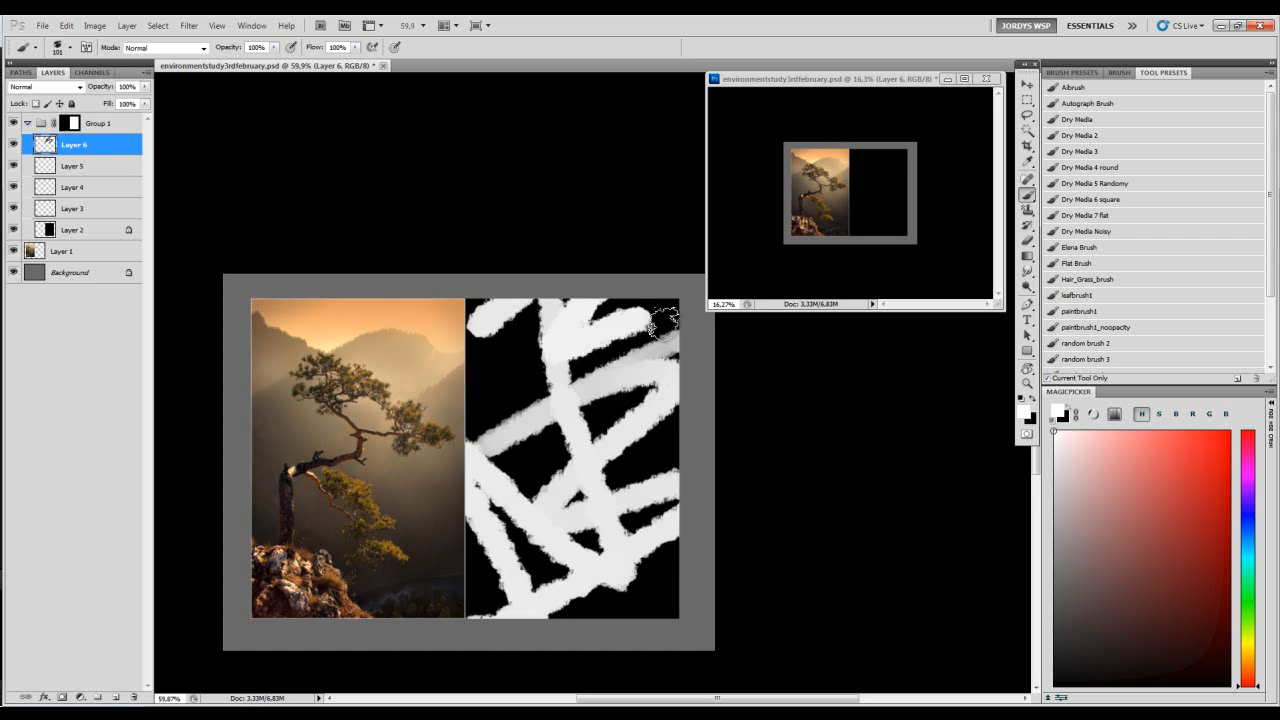 Ps File Edit Image Layer Select Filter View Window Help Br Mb 59,9 JORDYS WSP ESSENTIALS CS Live
101 Mode: Normal Opacity: 100% Flow: 100%
PATHS LAYERS CHANNELS
Normal Opacity: 100%
Lock: Fill: 100%
Group 1
Layer 6
Layer 5
Layer 4
Layer 3
Layer 2
Layer 1
Background
environmentstudy3rdfebruary.psd @ 59,9% (Layer 6, RGB/8) *
59,87% Doc: 3,33M/6,83M
environmentstudy3rdfebruary.psd @ 16,3% (Layer 6, RGB/8) *
16,27% Doc: 3,33M/6,83M
BRUSH PRESETS BRUSH TOOL PRESETS
Aibrush
Autograph Brush
Dry Media
Dry Media 2
Dry Media 3
Dry Media 4 round
Dry Media 5 Randomy
Dry Media 6 square
Dry Media 7 flat
Dry Media Noisy
Elena Brush
Flat Brush
Hair_Grass_brush
leafbrush1
paintbrush1
paintbrush1_noopacity
random brush 2
random brush 3
Current Tool Only
MAGICPICKER
H S B R G B